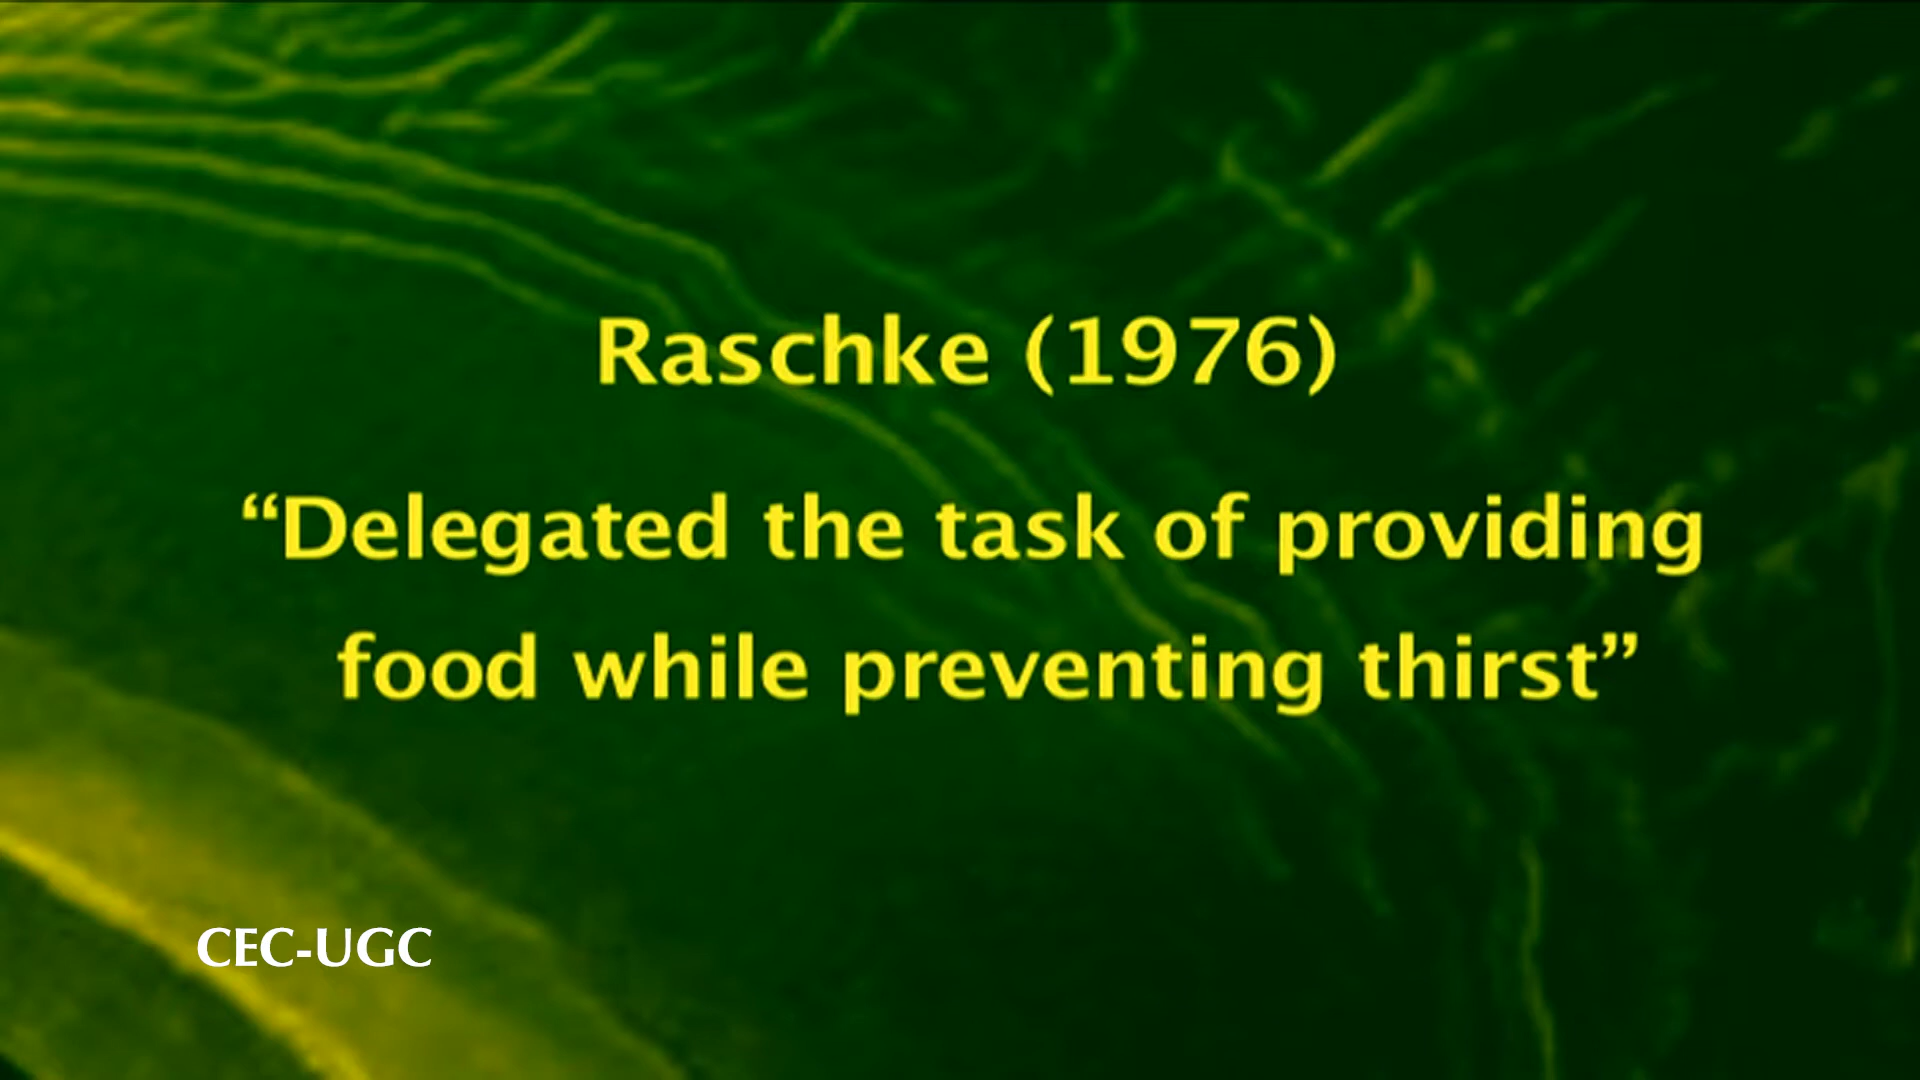 Raschke (1976)
“Delegated the task of providing
food while preventing thirst”
CEC-UGC